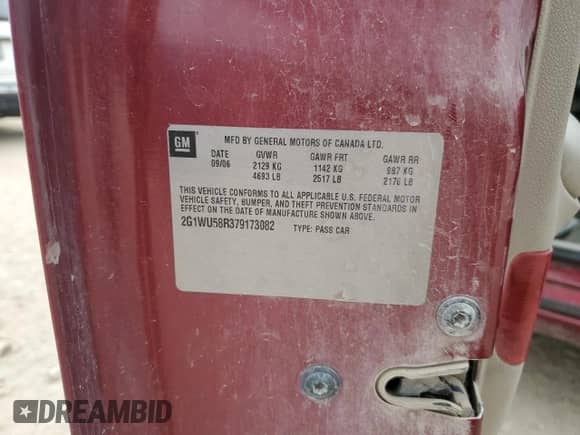 GM
MFD BY GENERAL MOTORS OF CANADA LTD.
DATE GVWR GAWR FRT GAWR RR
09/06 2129 KG 1142 KG 987 KG
4693 LB 2517 LB 2176 LB
THIS VEHICLE CONFORMS TO ALL APPLICABLE U.S. FEDERAL MOTOR
VEHICLE SAFETY, BUMPER, AND THEFT PREVENTION STANDARDS IN
EFFECT ON THE DATE OF MANUFACTURE SHOWN ABOVE.
2G1WU58R379173082 TYPE: PASS CAR
DREAMBID